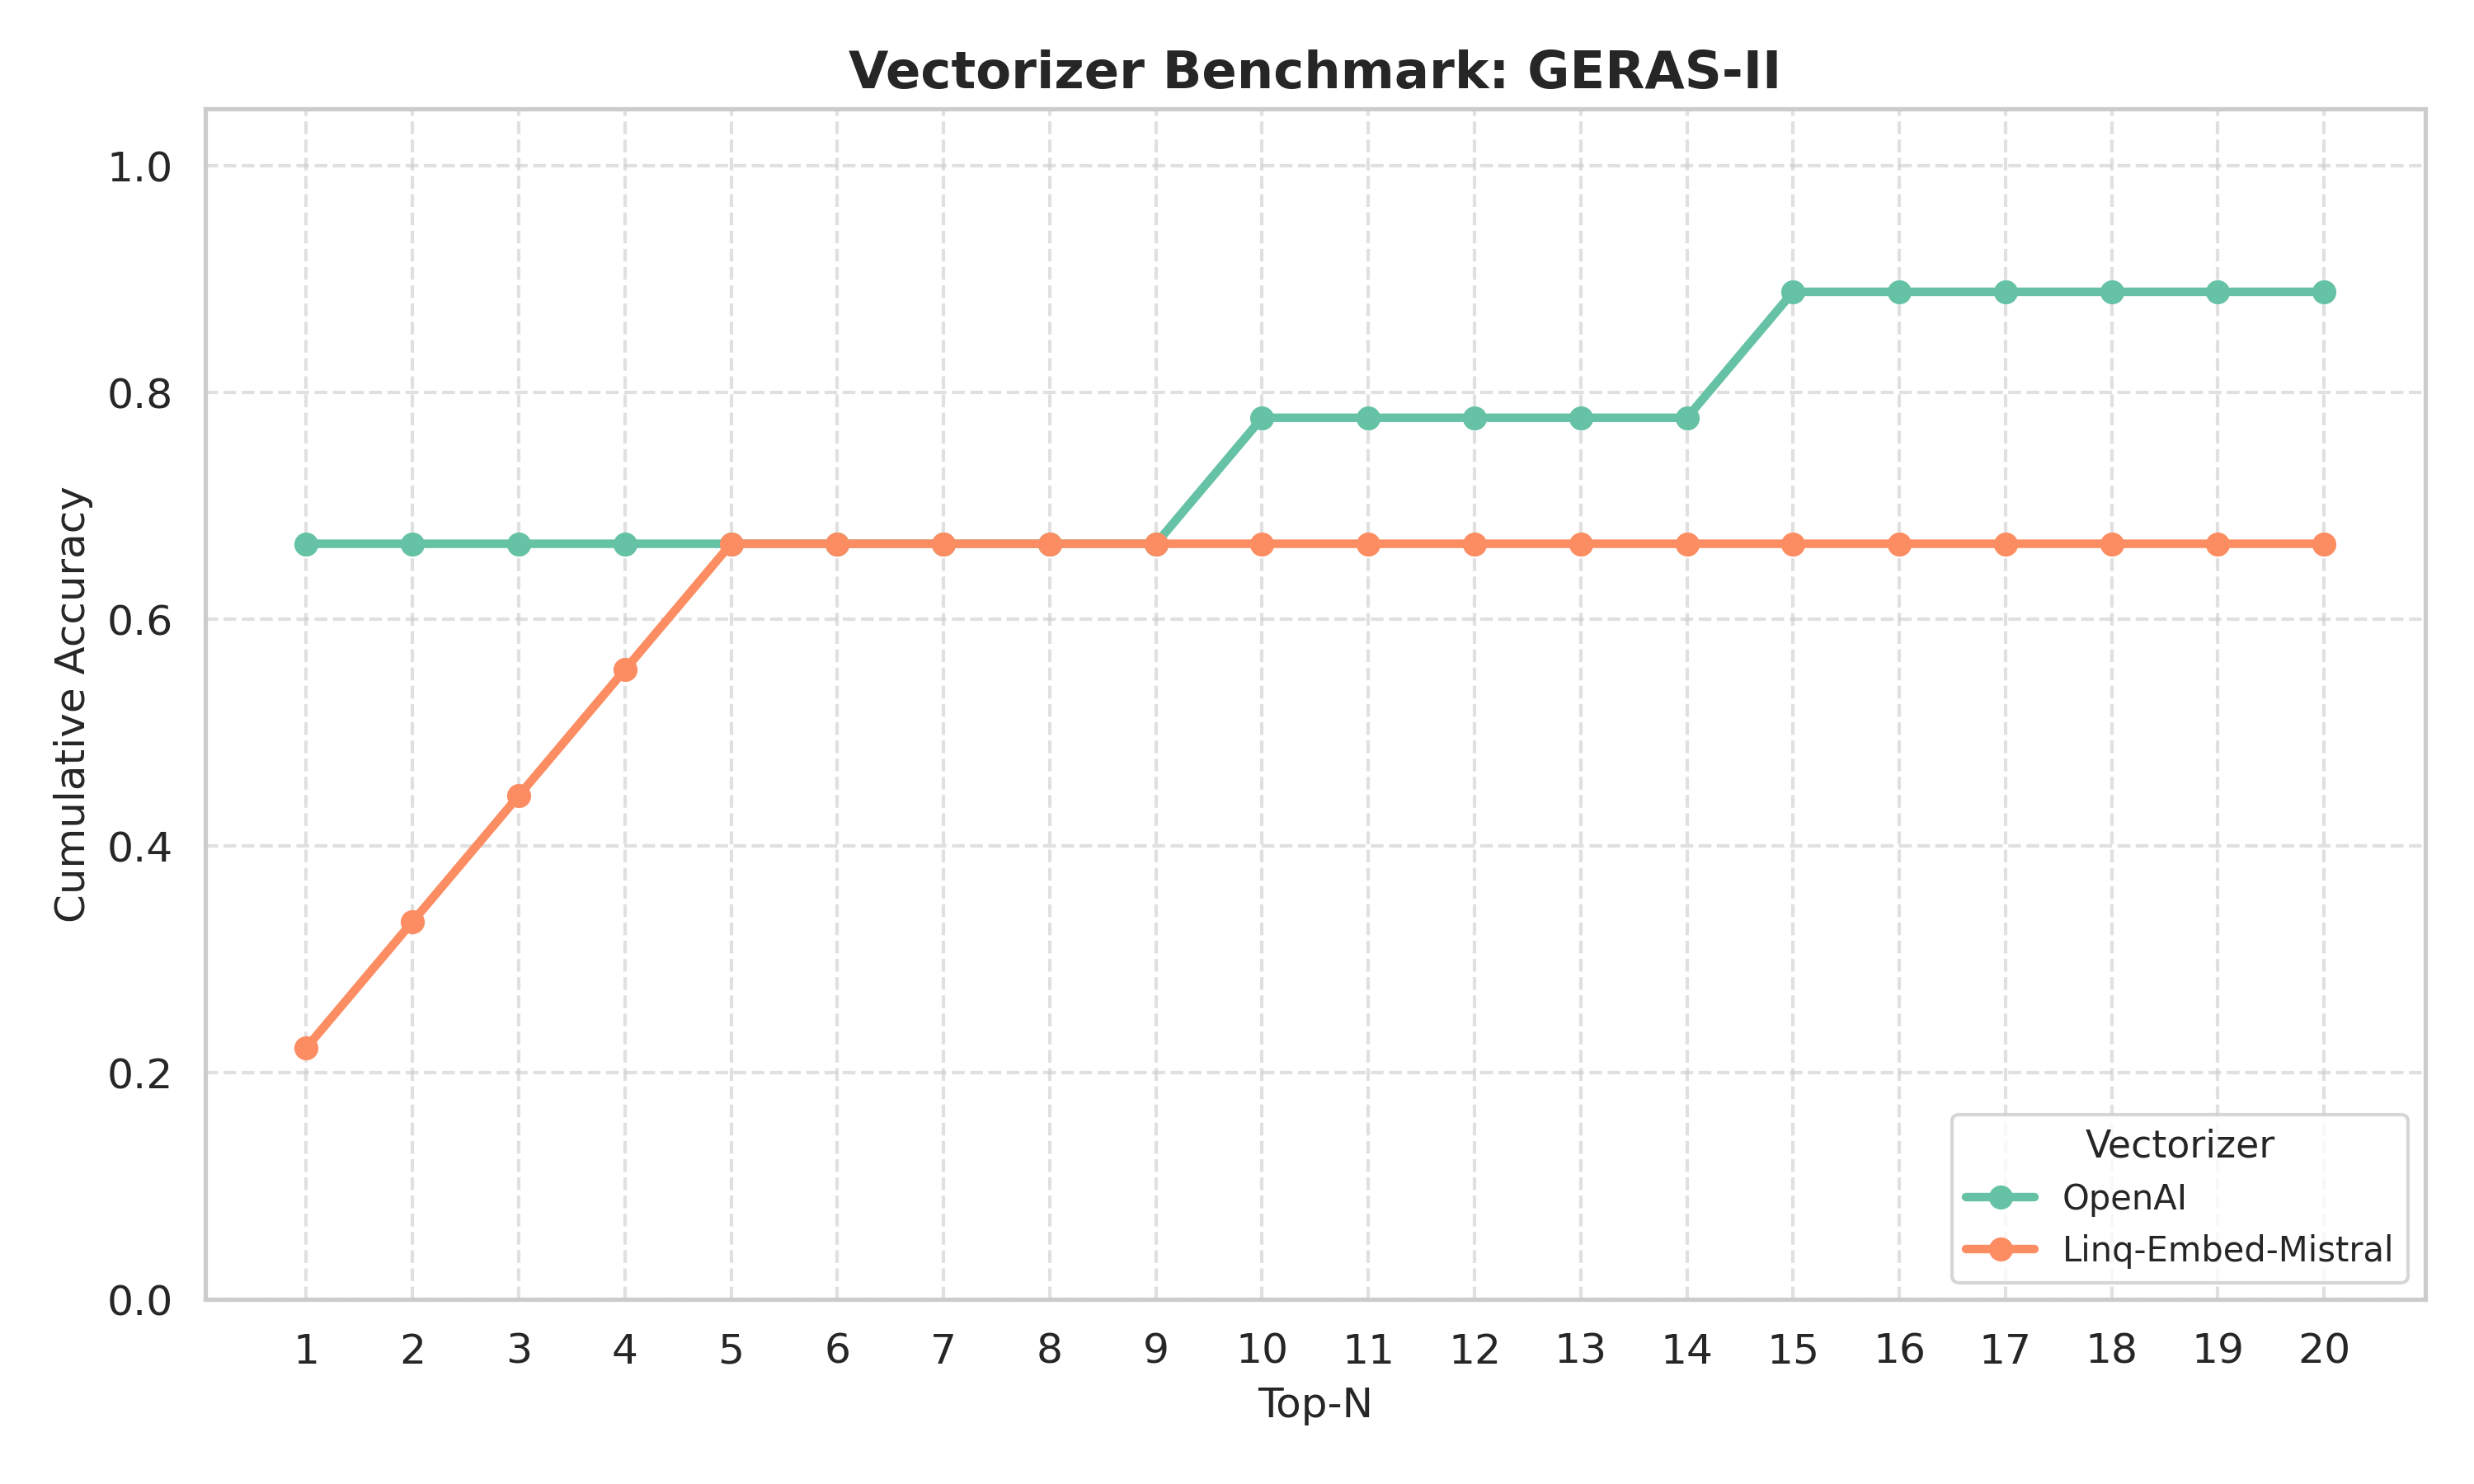 Vectorizer Benchmark: GERAS-II
Cumulative Accuracy
1.0
0.8
0.6
0.4
0.2
0.0
1 2 3 4 5 6 7 8 9 10 11 12 13 14 15 16 17 18 19 20
Top-N
Vectorizer
OpenAI
Linq-Embed-Mistral